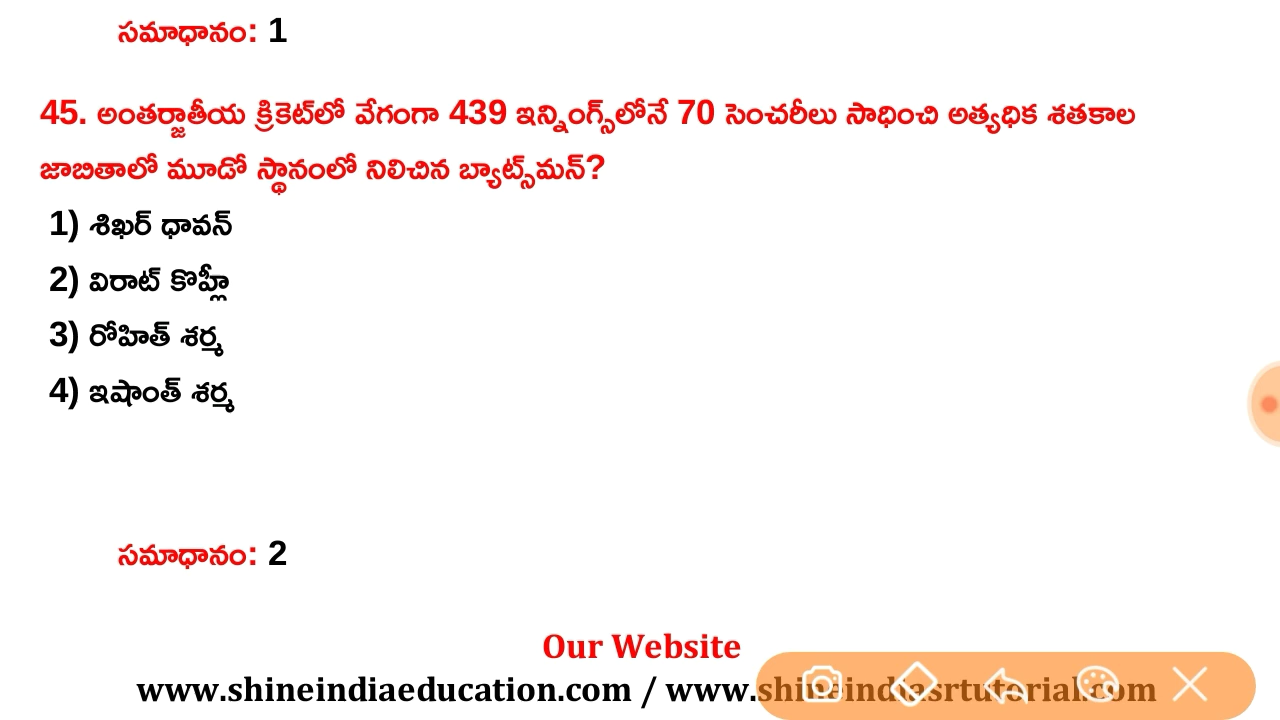 సమాధానం: 1
45. అంతర్జాతీయ క్రికెట్‌లో వేగంగా 439 ఇన్నింగ్స్‌లోనే 70 సెంచరీలు సాధించి అత్యధిక శతకాల
జాబితాలో మూడో స్థానంలో నిలిచిన బ్యాట్స్‌మన్?
1) శిఖర్ ధావన్
2) విరాట్ కొహ్లీ
3) రోహిత్ శర్మ
4) ఇషాంత్ శర్మ
సమాధానం: 2
Our Website
www.shineindiaeducation.com / www.shineindiasrtutorial.com